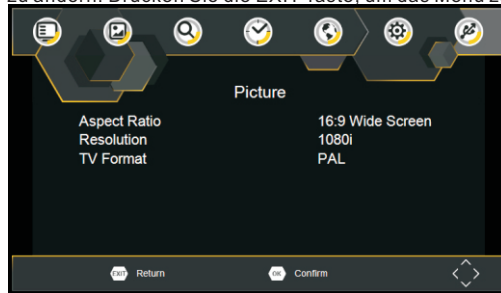 zu ändern. Drücken Sie die EXIT-Taste, um das Menü z
Picture
Aspect Ratio 16:9 Wide Screen
Resolution 1080i
TV Format PAL
EXIT Return OK Confirm